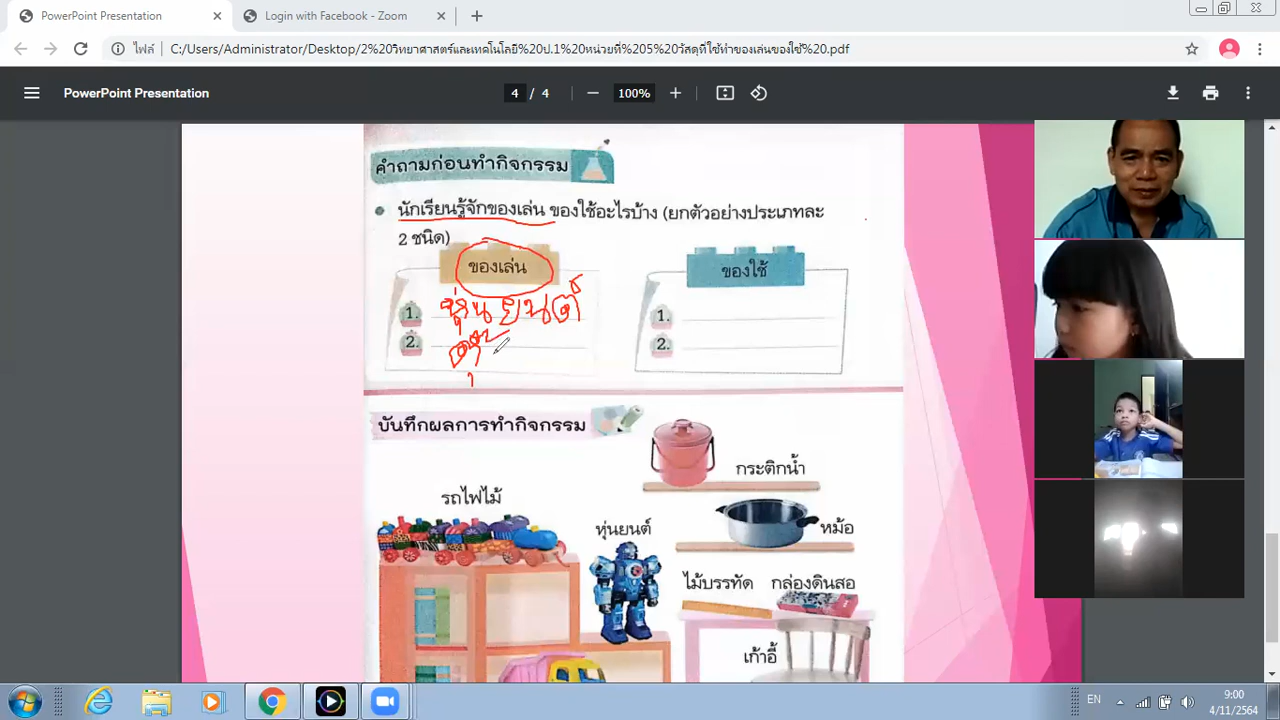 PowerPoint Presentation
Login with Facebook - Zoom
ไฟล์
C:/Users/Administrator/Desktop/2%20วิทยาศาสตร์และเทคโนโลยี%20ป.1%20หน่วยที่%205%20วัสดุที่ใช้ทำของเล่นของใช้%20.pdf
PowerPoint Presentation
4 / 4
100%
คำถามก่อนทำกิจกรรม
นักเรียนรู้จักของเล่น ของใช้อะไรบ้าง (ยกตัวอย่างประเภทละ
2 ชนิด)
ของเล่น
1. หุ่นยนต์
2.
ของใช้
1.
2.
บันทึกผลการทำกิจกรรม
กระติกน้ำ
รถไฟไม้
หุ่นยนต์
หม้อ
ไม้บรรทัด กล่องดินสอ
เก้าอี้
EN
9:00
4/11/2564